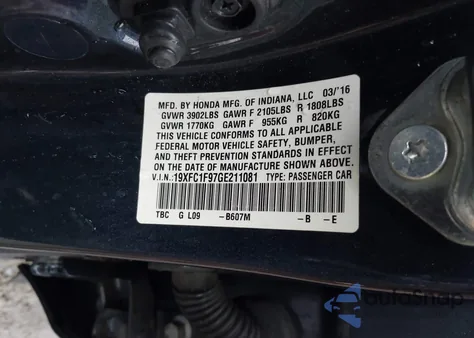 MFD. BY HONDA MFG. OF INDIANA, LLC 03/'16
GVWR 3902LBS GAWR F 2105LBS R 1808LBS
GVWR 1770KG GAWR F 955KG R 820KG
THIS VEHICLE CONFORMS TO ALL APPLICABLE
FEDERAL MOTOR VEHICLE SAFETY, BUMPER,
AND THEFT PREVENTION STANDARDS IN EFFECT
ON THE DATE OF MANUFACTURE SHOWN ABOVE.
V.I.N.: 19XFC1F97GE211081 TYPE: PASSENGER CAR
TBC G L09 -B607M -B -E
AutoShop